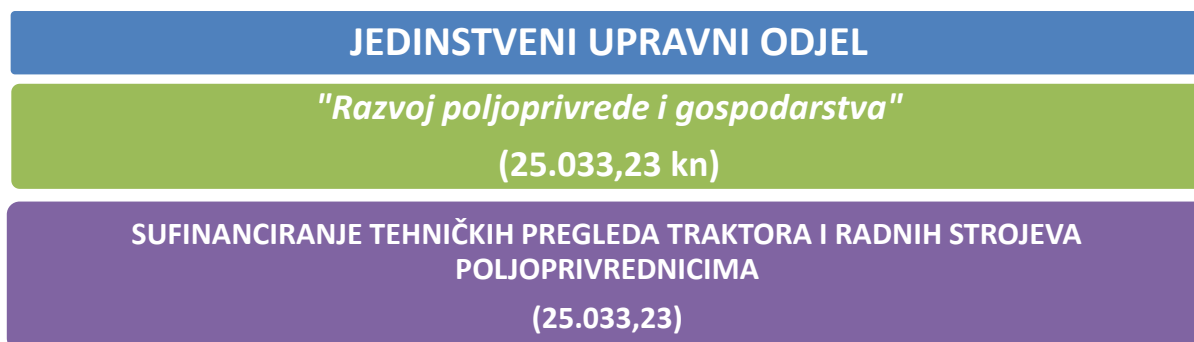 JEDINSTVENI UPRAVNI ODJEL
"Razvoj poljoprivrede i gospodarstva"
(25.033,23 kn)
SUFINANCIRANJE TEHNIČKIH PREGLEDA TRAKTORA I RADNIH STROJEVA
POLJOPRIVREDNICIMA
(25.033,23)